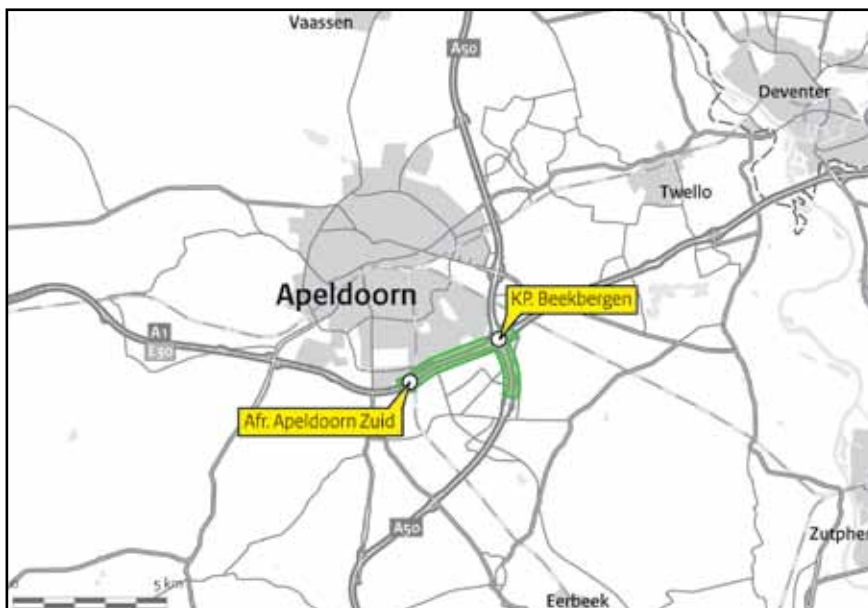 Vaassen
A50
Deventer
Twello
Apeldoorn
KP. Beekbergen
A1
E30
Afr. Apeldoorn Zuid
A50
Zutphen
5 km
Eerbeek